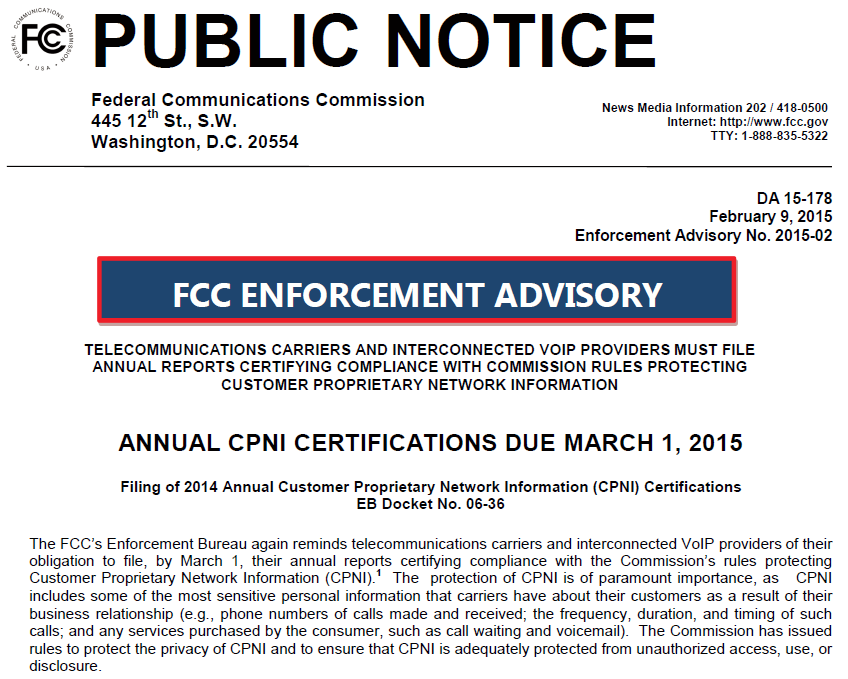 FEDERAL COMMUNICATIONS COMMISSION
FCC
• USA •
PUBLIC NOTICE
Federal Communications Commission
445 12th St., S.W.
Washington, D.C. 20554
News Media Information 202 / 418-0500
Internet: http://www.fcc.gov
TTY: 1-888-835-5322
DA 15-178
February 9, 2015
Enforcement Advisory No. 2015-02
FCC ENFORCEMENT ADVISORY
TELECOMMUNICATIONS CARRIERS AND INTERCONNECTED VOIP PROVIDERS MUST FILE
ANNUAL REPORTS CERTIFYING COMPLIANCE WITH COMMISSION RULES PROTECTING
CUSTOMER PROPRIETARY NETWORK INFORMATION
ANNUAL CPNI CERTIFICATIONS DUE MARCH 1, 2015
Filing of 2014 Annual Customer Proprietary Network Information (CPNI) Certifications
EB Docket No. 06-36
The FCC's Enforcement Bureau again reminds telecommunications carriers and interconnected VoIP providers of their
obligation to file, by March 1, their annual reports certifying compliance with the Commission's rules protecting
Customer Proprietary Network Information (CPNI).1 The protection of CPNI is of paramount importance, as CPNI
includes some of the most sensitive personal information that carriers have about their customers as a result of their
business relationship (e.g., phone numbers of calls made and received; the frequency, duration, and timing of such
calls; and any services purchased by the consumer, such as call waiting and voicemail). The Commission has issued
rules to protect the privacy of CPNI and to ensure that CPNI is adequately protected from unauthorized access, use, or
disclosure.